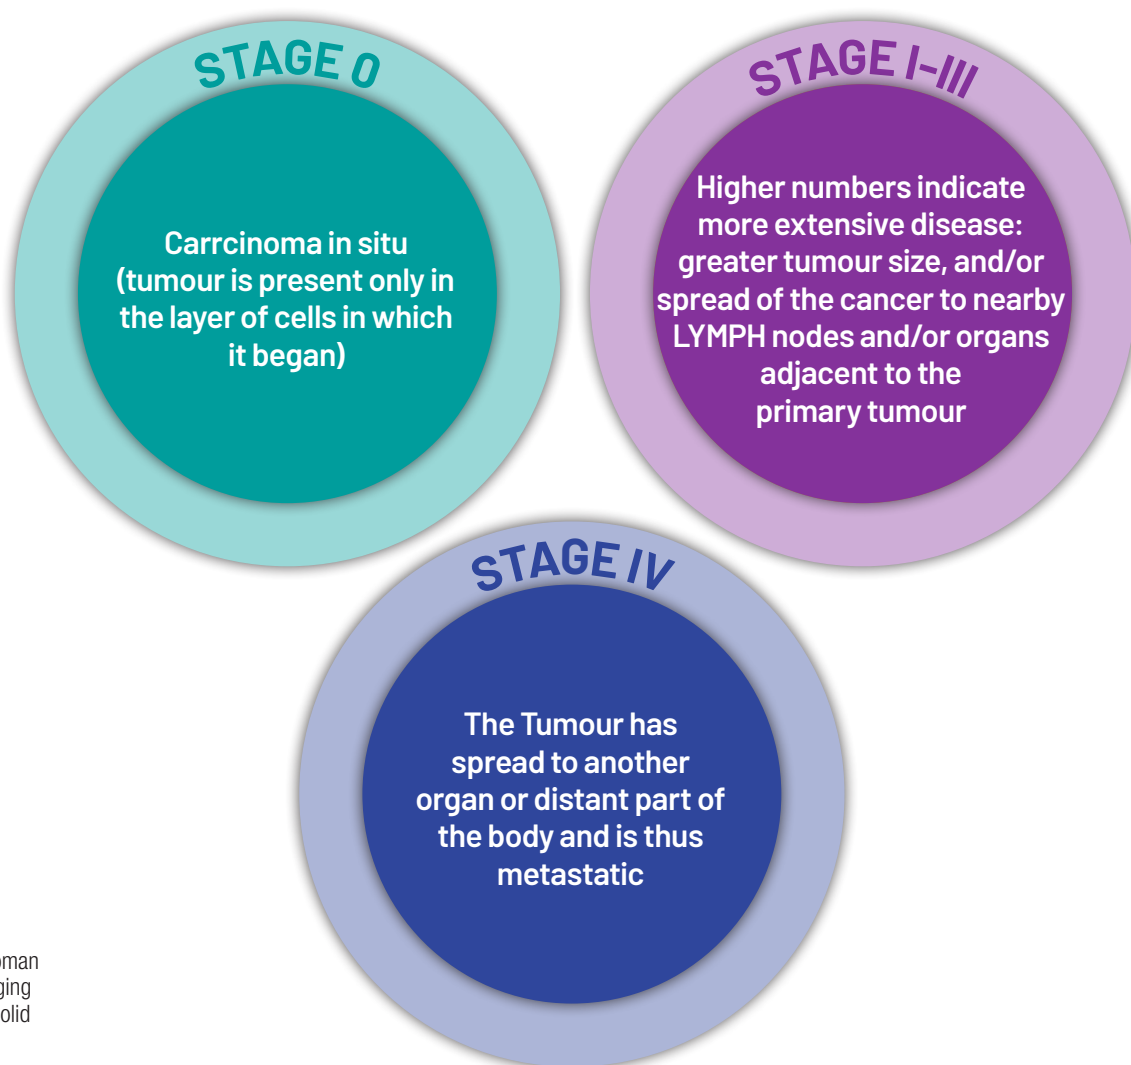 STAGE 0
Carrcinoma in situ
(tumour is present only in
the layer of cells in which
it began)
STAGE I-III
Higher numbers indicate
more extensive disease:
greater tumour size, and/or
spread of the cancer to nearby
LYMPH nodes and/or organs
adjacent to the
primary tumour
STAGE IV
The Tumour has
spread to another
organ or distant part of
the body and is thus
metastatic
oman
ging
olid